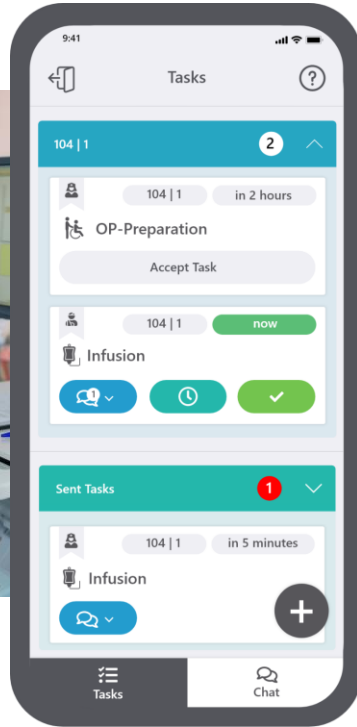 9:41
Tasks
?
104 | 1 2
104 | 1 in 2 hours
OP-Preparation
Accept Task
104 | 1 now
Infusion
1
Sent Tasks 1
104 | 1 in 5 minutes
Infusion
+
Tasks Chat